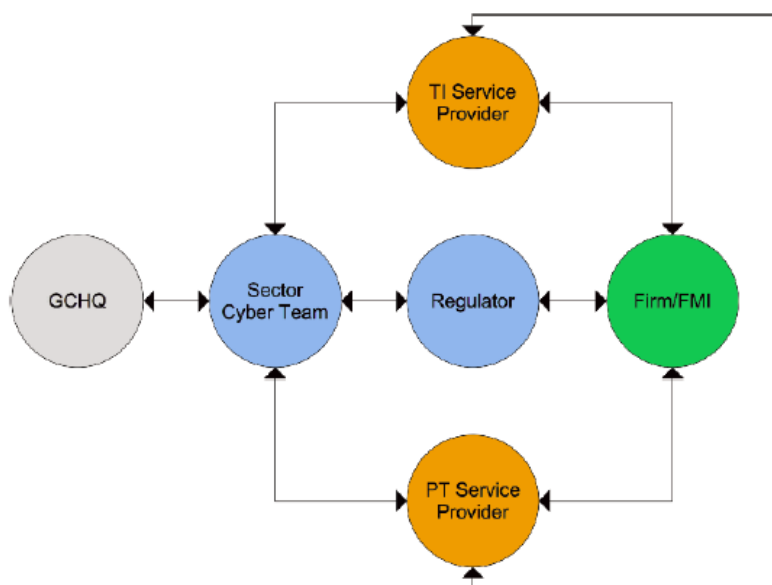 TI Service
Provider
GCHQ
Sector
Cyber Team
Regulator
Firm/FMI
PT Service
Provider